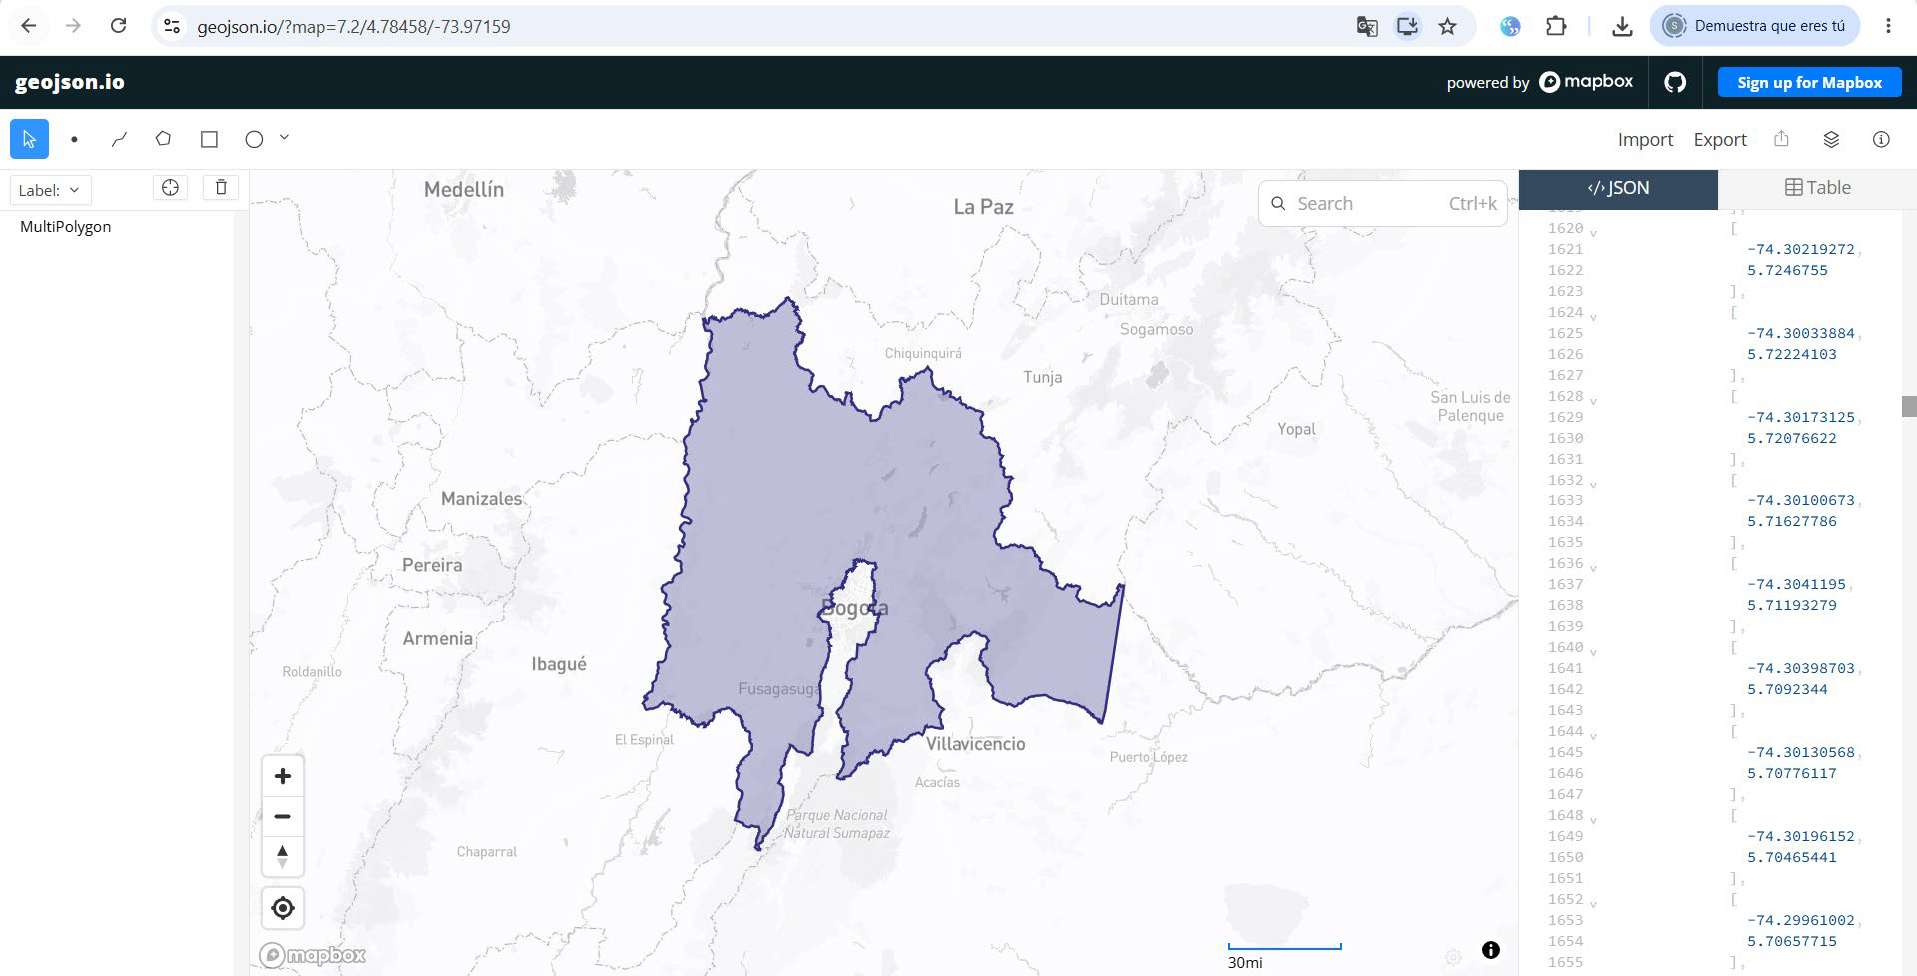 geojson.io/?map=7.2/4.78458/-73.97159
S
Demuestra que eres tú
geojson.io
powered by mapbox
Sign up for Mapbox
Import
Export
Label:
MultiPolygon
Search
Ctrl+k
</>JSON
Table
Medellín
La Paz
Duitama
Sogamoso
Chiquinquirá
Tunja
San Luis de
Palenque
Yopal
Manizales
Pereira
Bogotá
Armenia
Ibagué
Roldanillo
Fusagasugá
El Espinal
Villavicencio
Puerto López
Acacías
Parque Nacional
Natural Sumapaz
Chaparral
mapbox
30mi
1620 [
1621 -74.30219272,
1622 5.7246755
1623 ],
1624 [
1625 -74.30033884,
1626 5.72224103
1627 ],
1628 [
1629 -74.30173125,
1630 5.72076622
1631 ],
1632 [
1633 -74.30100673,
1634 5.71627786
1635 ],
1636 [
1637 -74.3041195,
1638 5.71193279
1639 ],
1640 [
1641 -74.30398703,
1642 5.7092344
1643 ],
1644 [
1645 -74.30130568,
1646 5.70776117
1647 ],
1648 [
1649 -74.30196152,
1650 5.70465441
1651 ],
1652 [
1653 -74.29961002,
1654 5.70657715
1655 ],